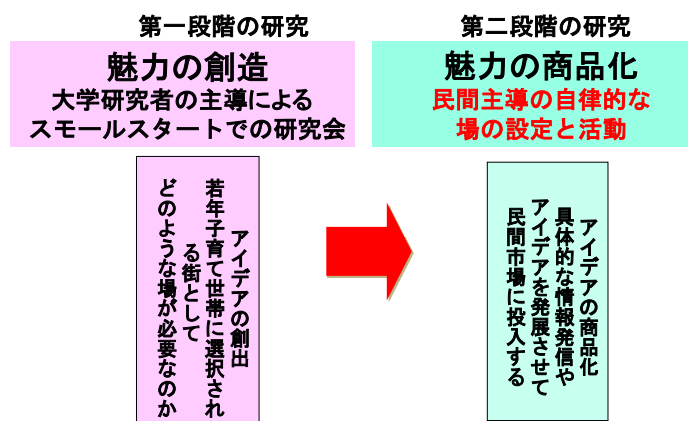 第一段階の研究
魅力の創造
大学研究者の主導による
スモールスタートでの研究会
アイデアの創出
若年子育て世帯に選択され
る街として
どのような場が必要なのか
第二段階の研究
魅力の商品化
民間主導の自律的な
場の設定と活動
アイデアの商品化
具体的な情報発信や
アイデアを発展させて
民間市場に投入する